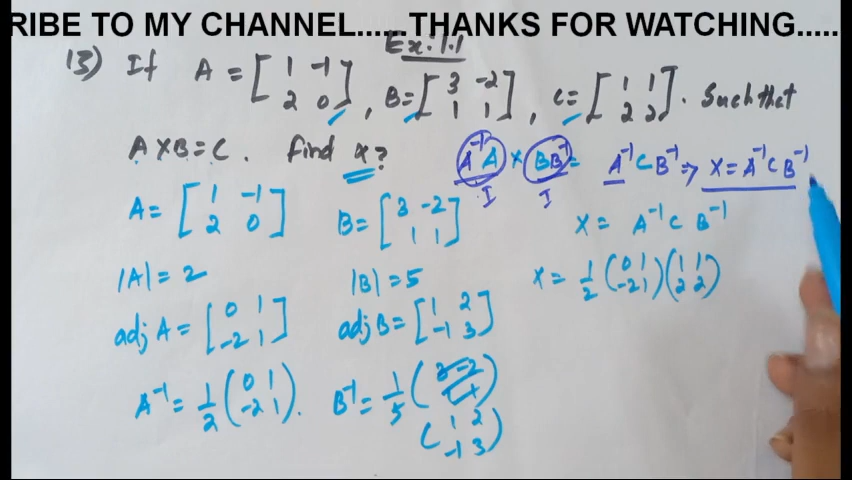 RIBE TO MY CHANNEL......THANKS FOR WATCHING.....
Ex: 1.1
13) If A = [1 -1 2 0], B = [3 -2 1 1], C = [1 1 2 2]. Such that
A X B = C. Find x?
A⁻¹A X BB⁻¹ = A⁻¹CB⁻¹ ⇒ X = A⁻¹CB⁻¹
I I
A = [1 -1 2 0] B = [3 -2 1 1] X = A⁻¹C B⁻¹
|A| = 2 |B| = 5 X = 1/2 (0 1 -2 1)(1 1 2 2)
adj A = [0 1 -2 1] adj B = [1 2 -1 3]
A⁻¹ = 1/2 (0 1 -2 1). B⁻¹ = 1/5
(1 2 -1 3)